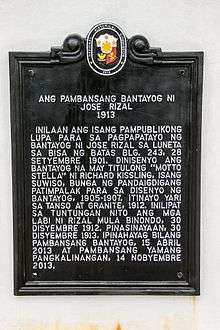 ANG PAMBANSANG BANTAYOG NI
JOSE RIZAL
1913
INILAAN ANG ISANG PAMPUBLIKONG
LUPA PARA SA PAGPAPATAYO NG
BANTAYOG NI JOSE RIZAL SA LUNETA
SA BISA NG BATAS BLG. 243, 28
SETYEMBRE 1901. DINISENYO ANG
BANTAYOG NA MAY TITULONG "MOTTO
STELLA" NI RICHARD KISSLING, ISANG
SUWISO, BUNGA NG PANDAIGDIGANG
PATIMPALAK PARA SA DISENYO NG
BANTAYOG, 1905-1907. ITINAYO YARI
SA TANSO AT GRANITE, 1912. INILIPAT
SA TUNTUNGAN NITO ANG MGA
LABI NI RIZAL MULA BINONDO, 30
DISYEMBRE 1912. PINASINAYAAN, 30
DISYEMBRE 1913. IPINAHAYAG BILANG
PAMBANSANG BANTAYOG, 15 ABRIL
2013 AT PAMBANSANG YAMANG
PANGKALINANGAN, 14 NOBYEMBRE
2013.